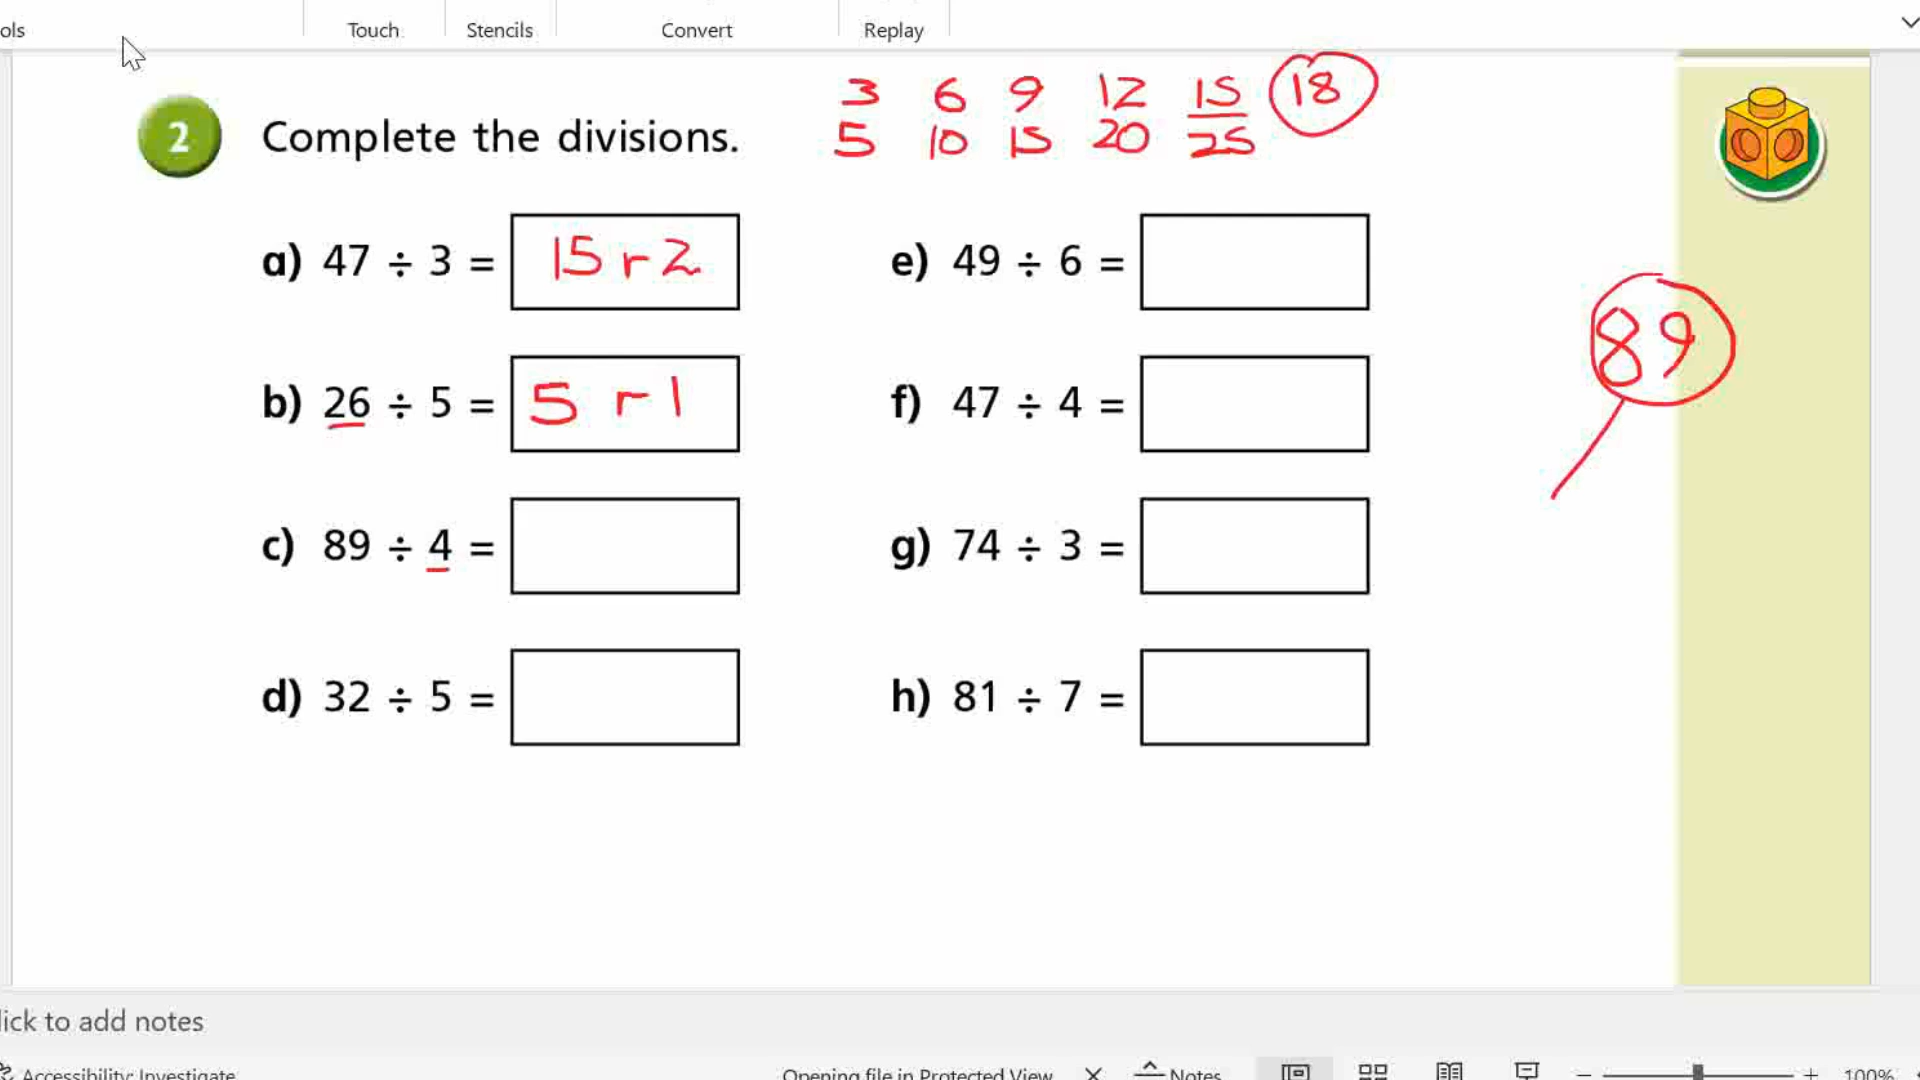 ols Touch Stencils Convert Replay
3 6 9 12 15 18
5 10 15 20 25
2 Complete the divisions.
a) 47 ÷ 3 = 15 r 2
b) 26 ÷ 5 = 5 r 1
c) 89 ÷ 4 =
d) 32 ÷ 5 =
e) 49 ÷ 6 =
f) 47 ÷ 4 =
g) 74 ÷ 3 =
h) 81 ÷ 7 =
89
lick to add notes
Accessibility: Investigate Opening file in Protected View Notes 100%